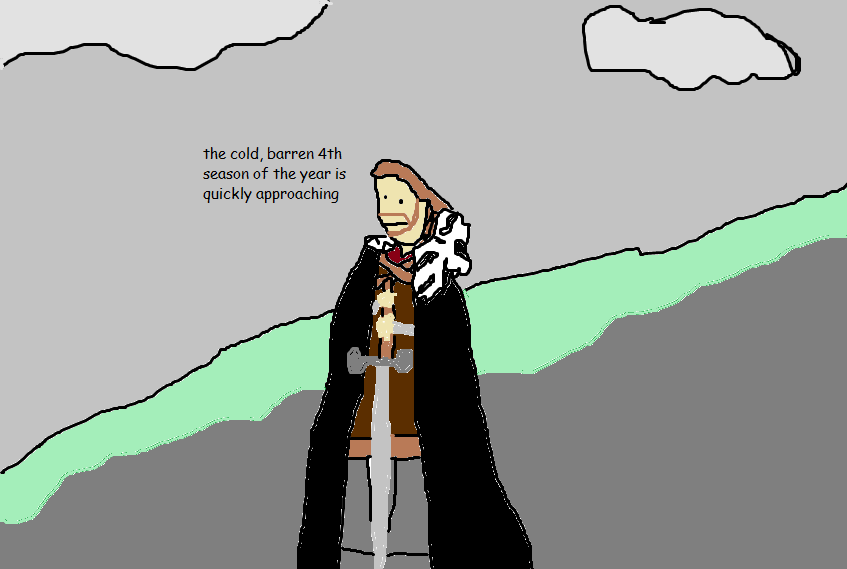 the cold, barren 4th
season of the year is
quickly approaching